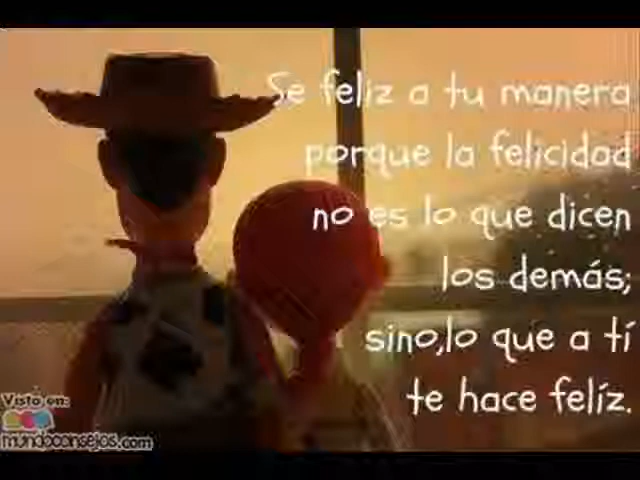 Se feliz a tu manera
porque la felicidad
no es lo que dicen
los demás;
sino,lo que a tí
te hace felíz.
Visto en:
mundoconsejos.com